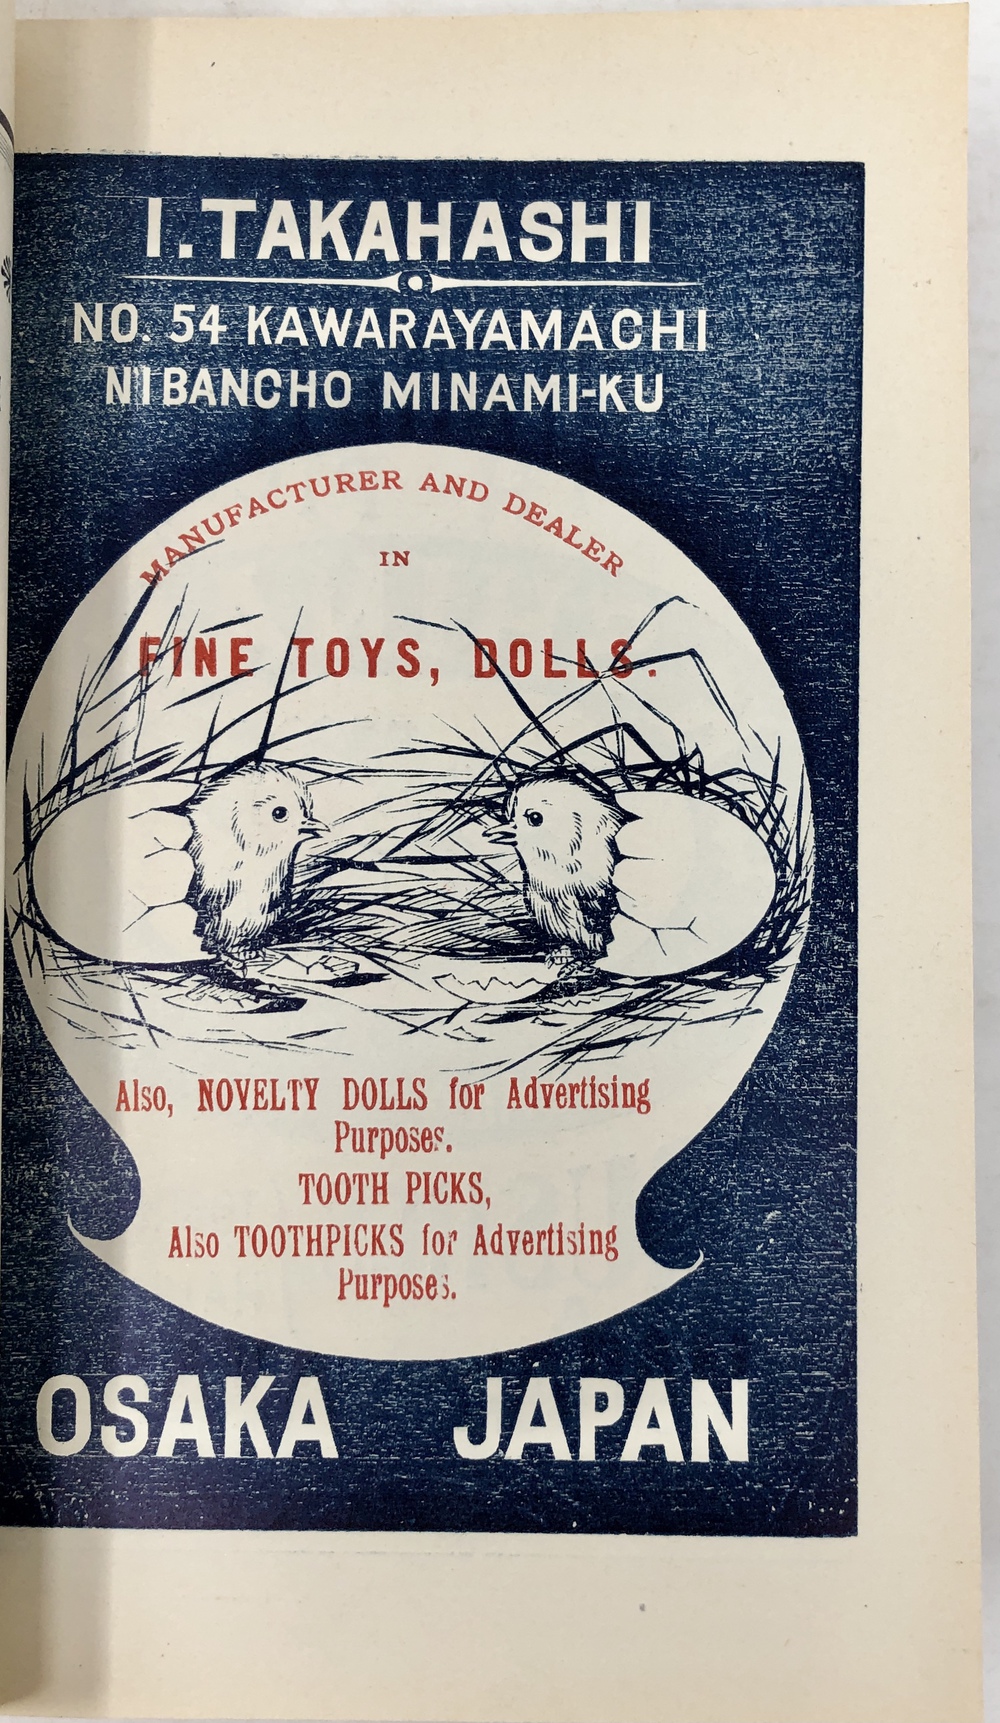 I. TAKAHASHI
NO. 54 KAWARAYAMACHI
NIBANCHO MINAMI-KU
MANUFACTURER AND DEALER
IN
FINE TOYS, DOLLS.
Also, NOVELTY DOLLS for Advertising
Purposes.
TOOTH PICKS,
Also TOOTHPICKS for Advertising
Purposes.
OSAKA JAPAN